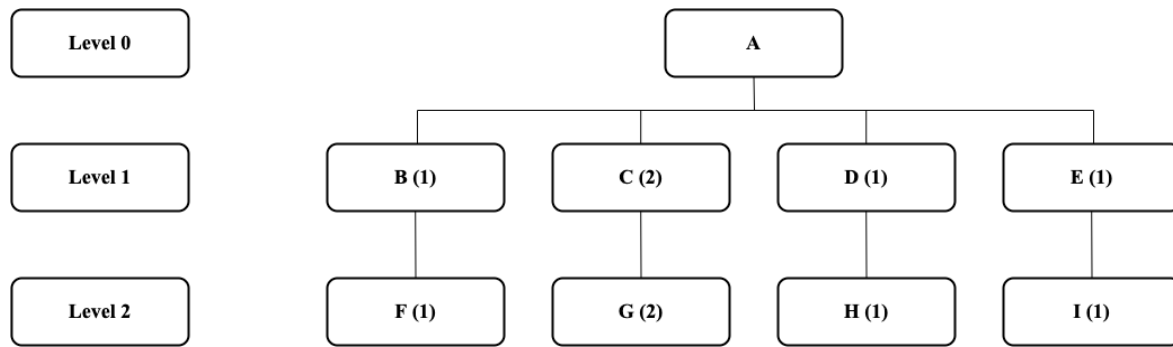 Level 0
A
Level 1
B (1)
C (2)
D (1)
E (1)
Level 2
F (1)
G (2)
H (1)
I (1)